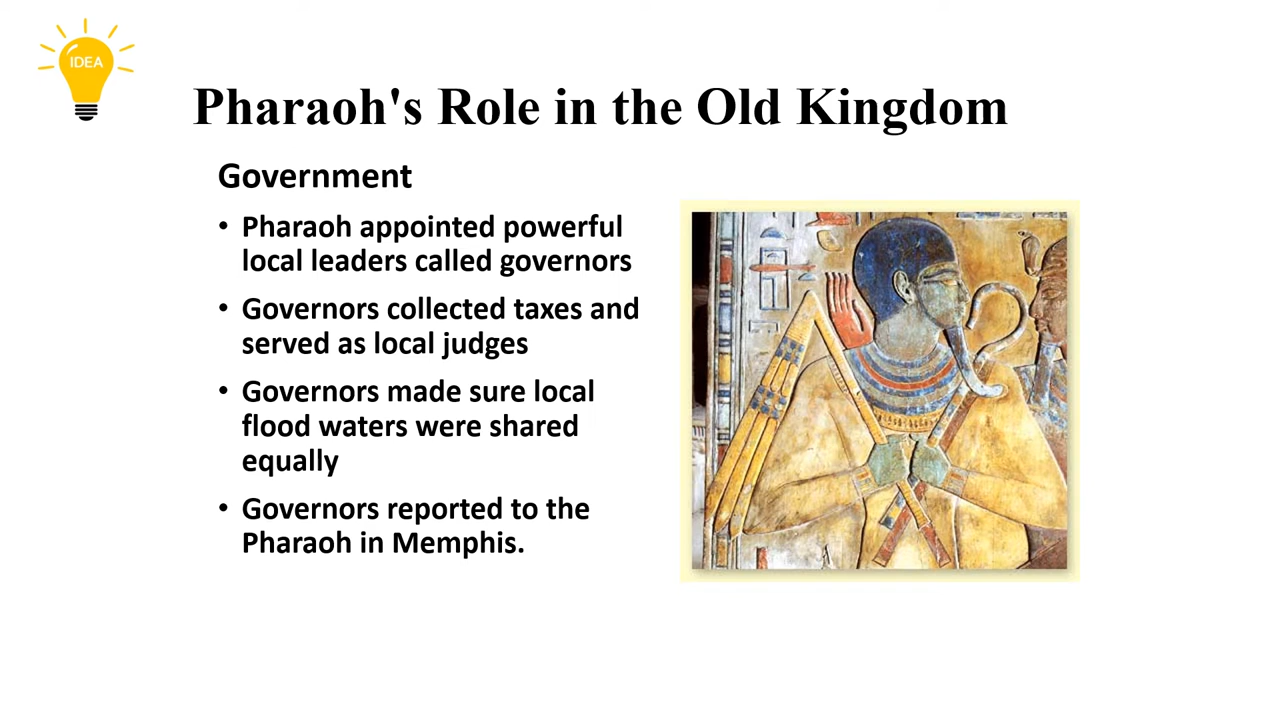 IDEA
Pharaoh's Role in the Old Kingdom
Government
• Pharaoh appointed powerful
local leaders called governors
• Governors collected taxes and
served as local judges
• Governors made sure local
flood waters were shared
equally
• Governors reported to the
Pharaoh in Memphis.